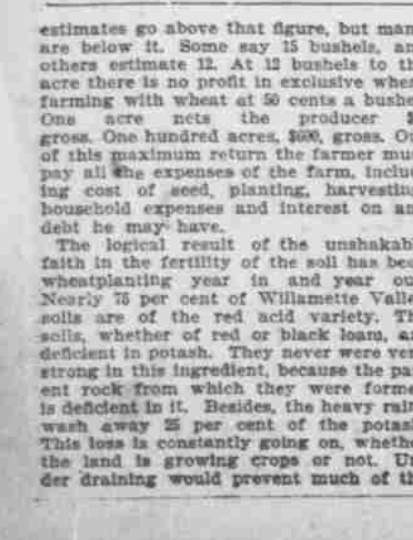 estimates go above that figure, but man
are below it. Some say 15 bushels, an
others estimate 12. At 12 bushels to th
acre there is no profit in exclusive whea
farming with wheat at 50 cents a bushe
One acre nets the producer $
gross. One hundred acres, $600, gross. Ou
of this maximum return the farmer mus
pay all the expenses of the farm, includ
ing cost of seed, planting, harvestin
household expenses and interest on an
debt he may have.
The logical result of the unshakab
faith in the fertility of the soil has bee
wheatplanting year in and year ou
Nearly 75 per cent of Willamette Valle
soils are of the red acid variety. Th
soils, whether of red or black loam, a
deficient in potash. They never were ver
strong in this ingredient, because the pa
ent rock from which they were forme
is deficient in it. Besides, the heavy rain
wash away 25 per cent of the potas
This loss is constantly going on, whethe
the land is growing crops or not. Un
der draining would prevent much of th